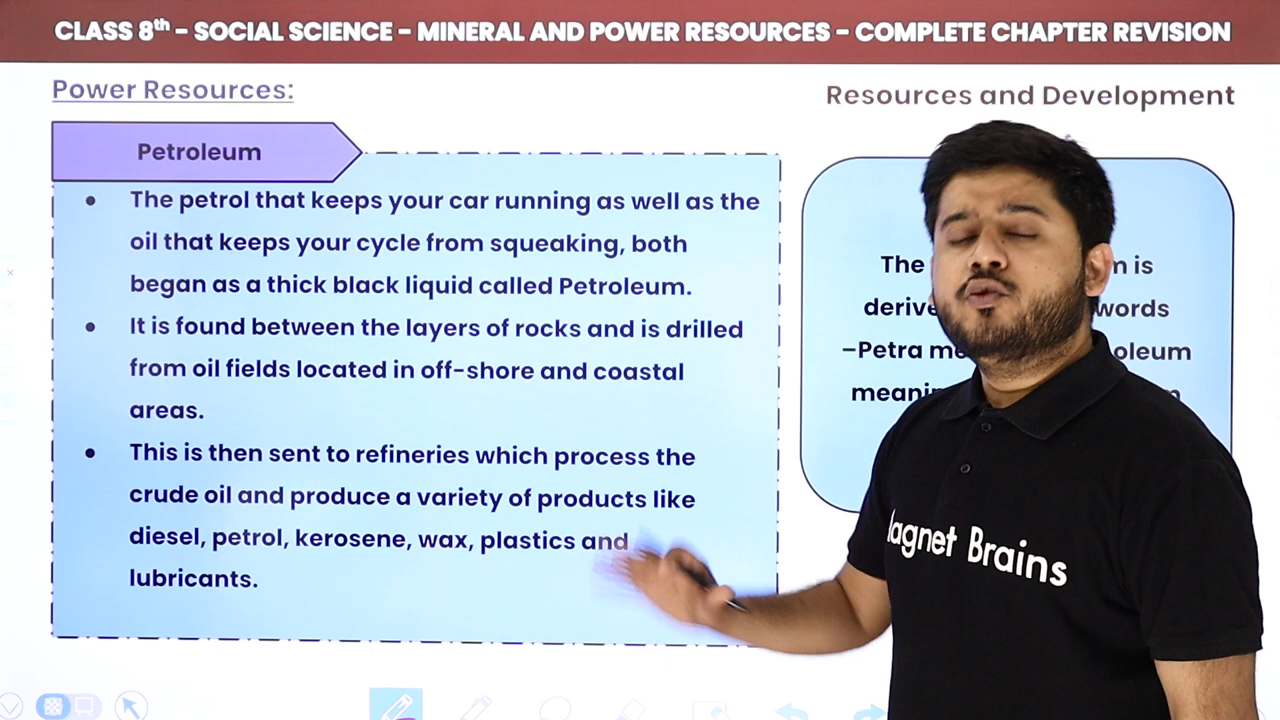 CLASS 8th – SOCIAL SCIENCE – MINERAL AND POWER RESOURCES – COMPLETE CHAPTER REVISION
Power Resources:
Resources and Development
Petroleum
• The petrol that keeps your car running as well as the
oil that keeps your cycle from squeaking, both
began as a thick black liquid called Petroleum.
• It is found between the layers of rocks and is drilled
from oil fields located in off-shore and coastal
areas.
• This is then sent to refineries which process the
crude oil and produce a variety of products like
diesel, petrol, kerosene, wax, plastics and
lubricants.
The is
words
–Petra
Brains